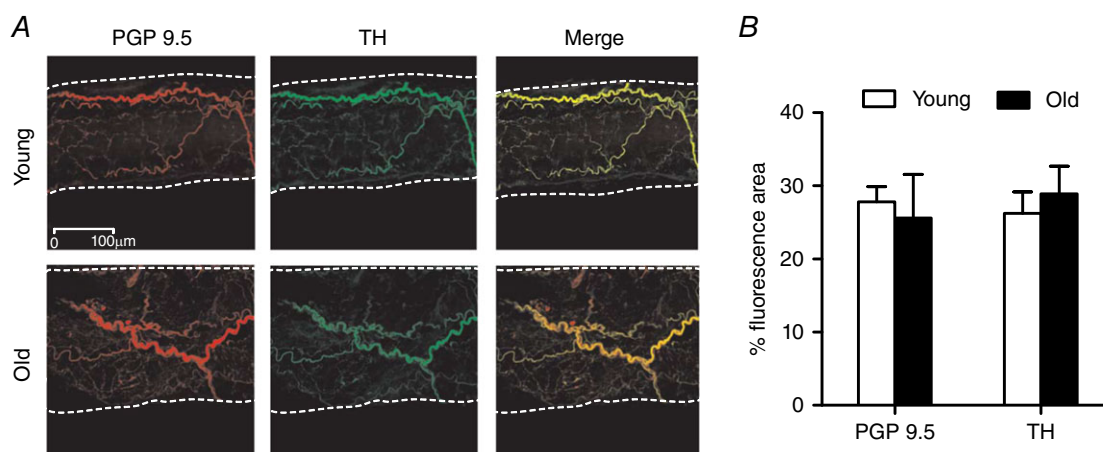 A
PGP 9.5
TH
Merge
Young
0
100μm
Old
B
Young
Old
% fluorescence area
40
30
20
10
0
PGP 9.5
TH